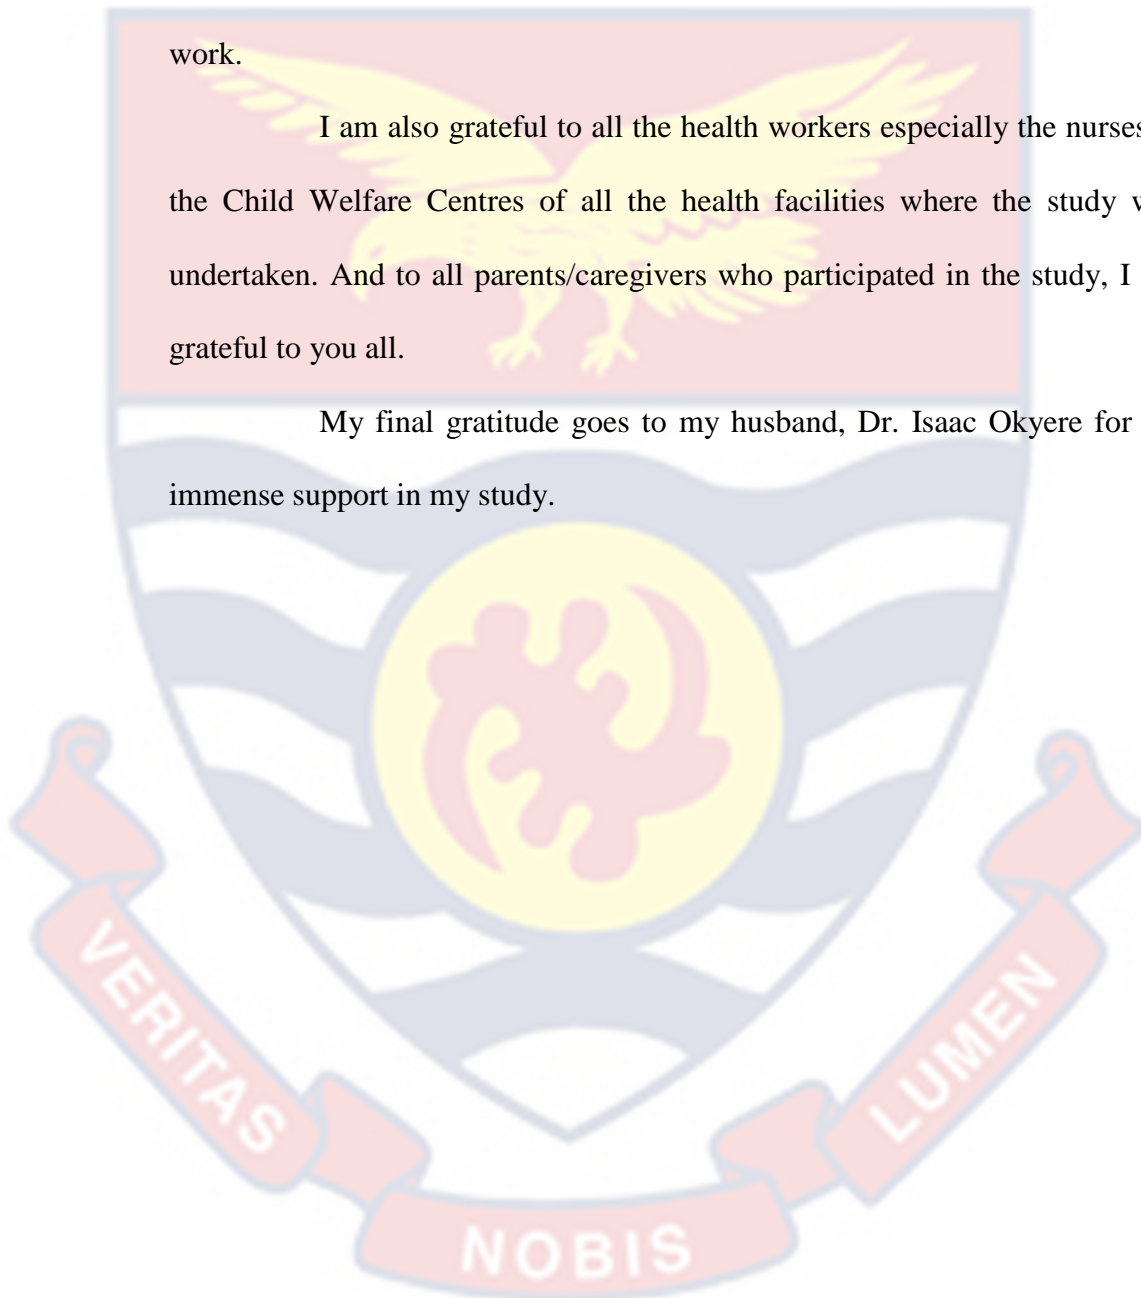 work.
I am also grateful to all the health workers especially the nurses
the Child Welfare Centres of all the health facilities where the study w
undertaken. And to all parents/caregivers who participated in the study, I
grateful to you all.
My final gratitude goes to my husband, Dr. Isaac Okyere for
immense support in my study.
VERITAS
NOBIS
LUMEN